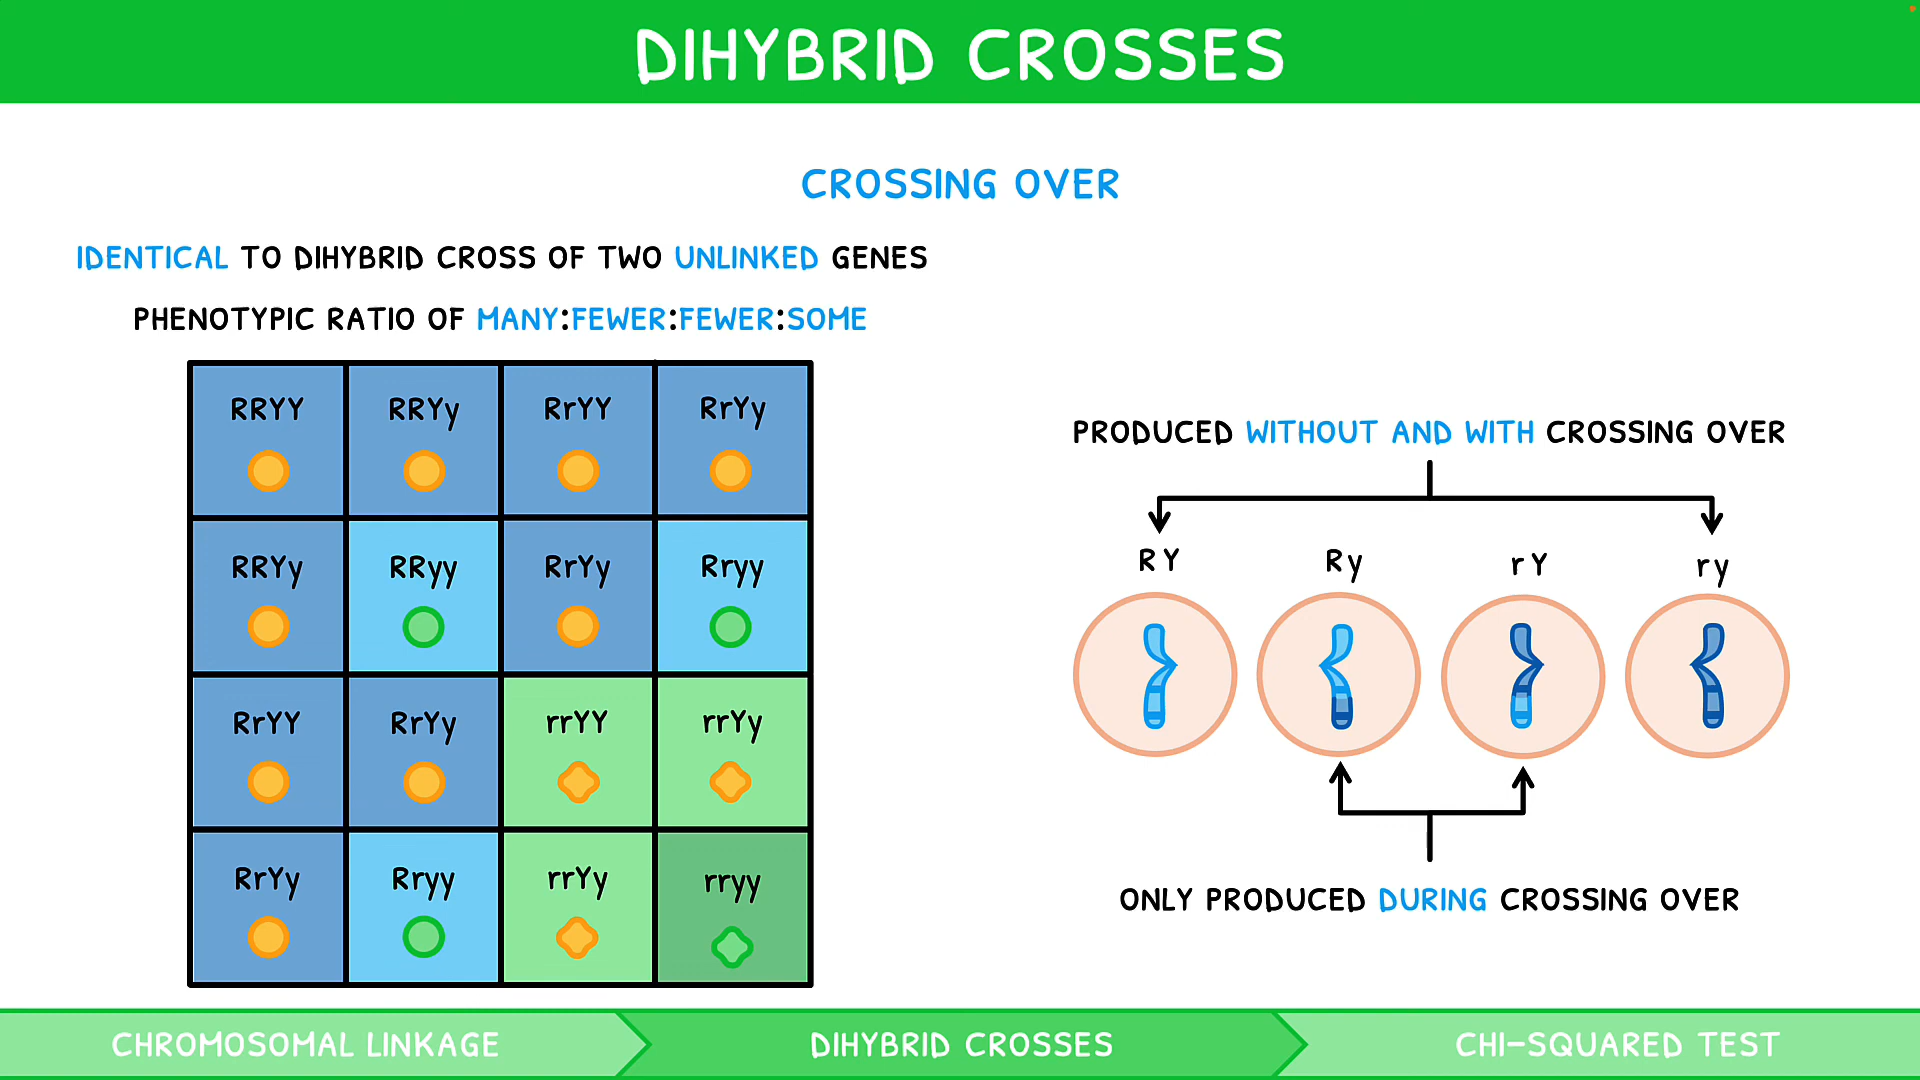 DIHYBRID CROSSES
CROSSING OVER
IDENTICAL TO DIHYBRID CROSS OF TWO UNLINKED GENES
PHENOTYPIC RATIO OF MANY:FEWER:FEWER:SOME
RRYY RRYy RrYY RrYy
RRYy RRyy RrYy Rryy
RrYY RrYy rrYY rrYy
RrYy Rryy rrYy rryy
PRODUCED WITHOUT AND WITH CROSSING OVER
RY Ry rY ry
ONLY PRODUCED DURING CROSSING OVER
CHROMOSOMAL LINKAGE DIHYBRID CROSSES CHI-SQUARED TEST